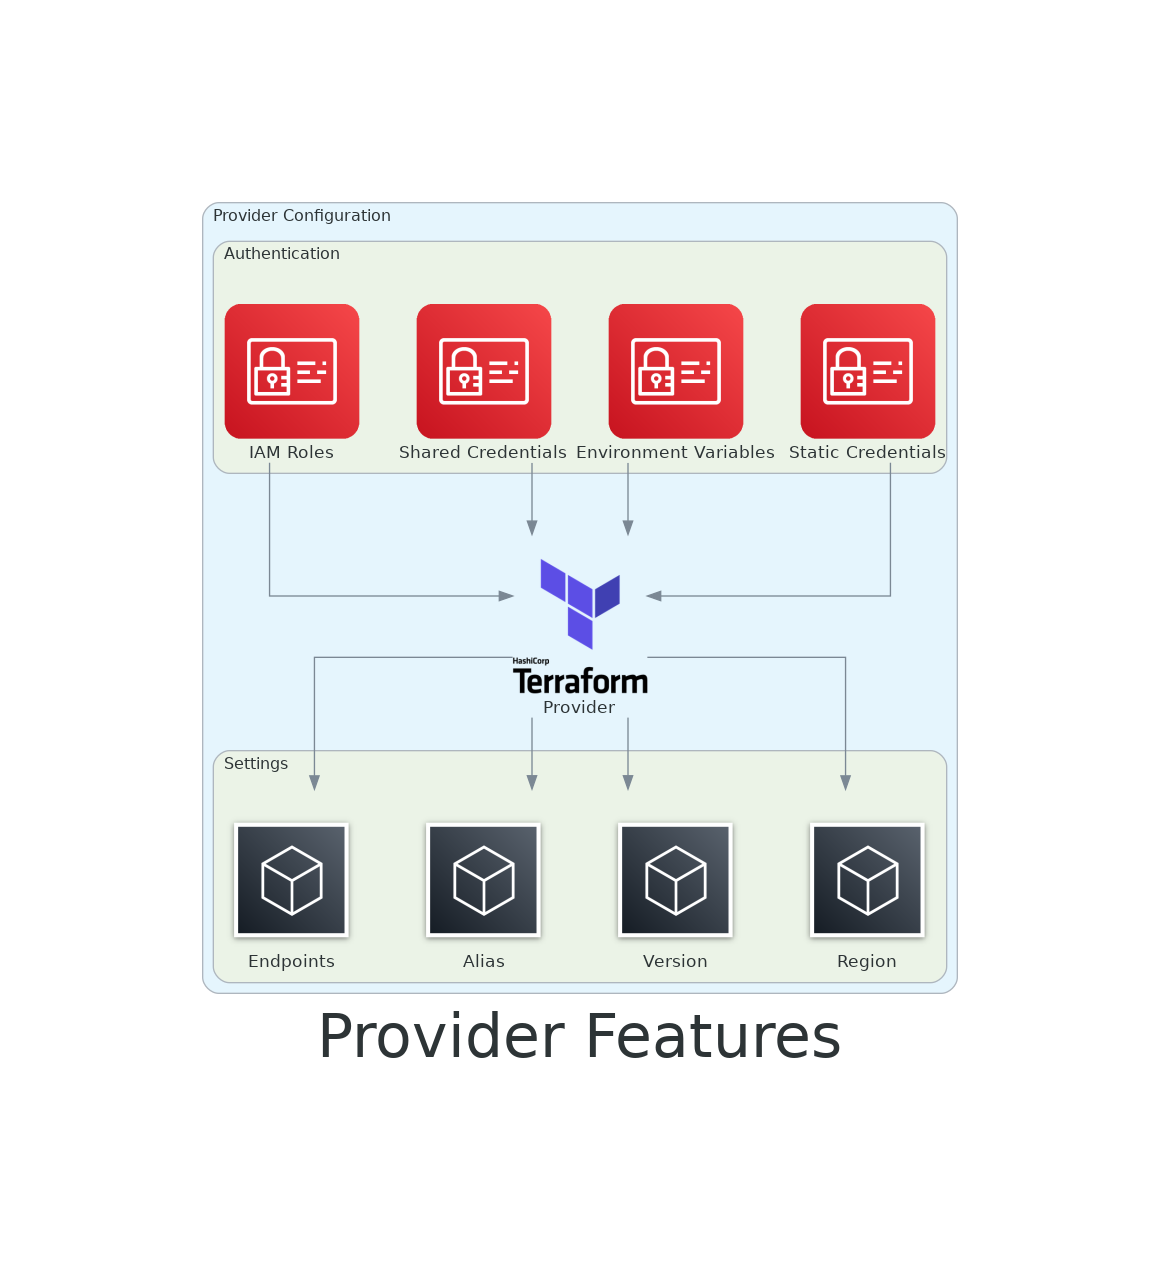 Provider Configuration
Authentication
IAM Roles
Shared Credentials
Environment Variables
Static Credentials
HashiCorp
Terraform
Provider
Settings
Endpoints
Alias
Version
Region
Provider Features